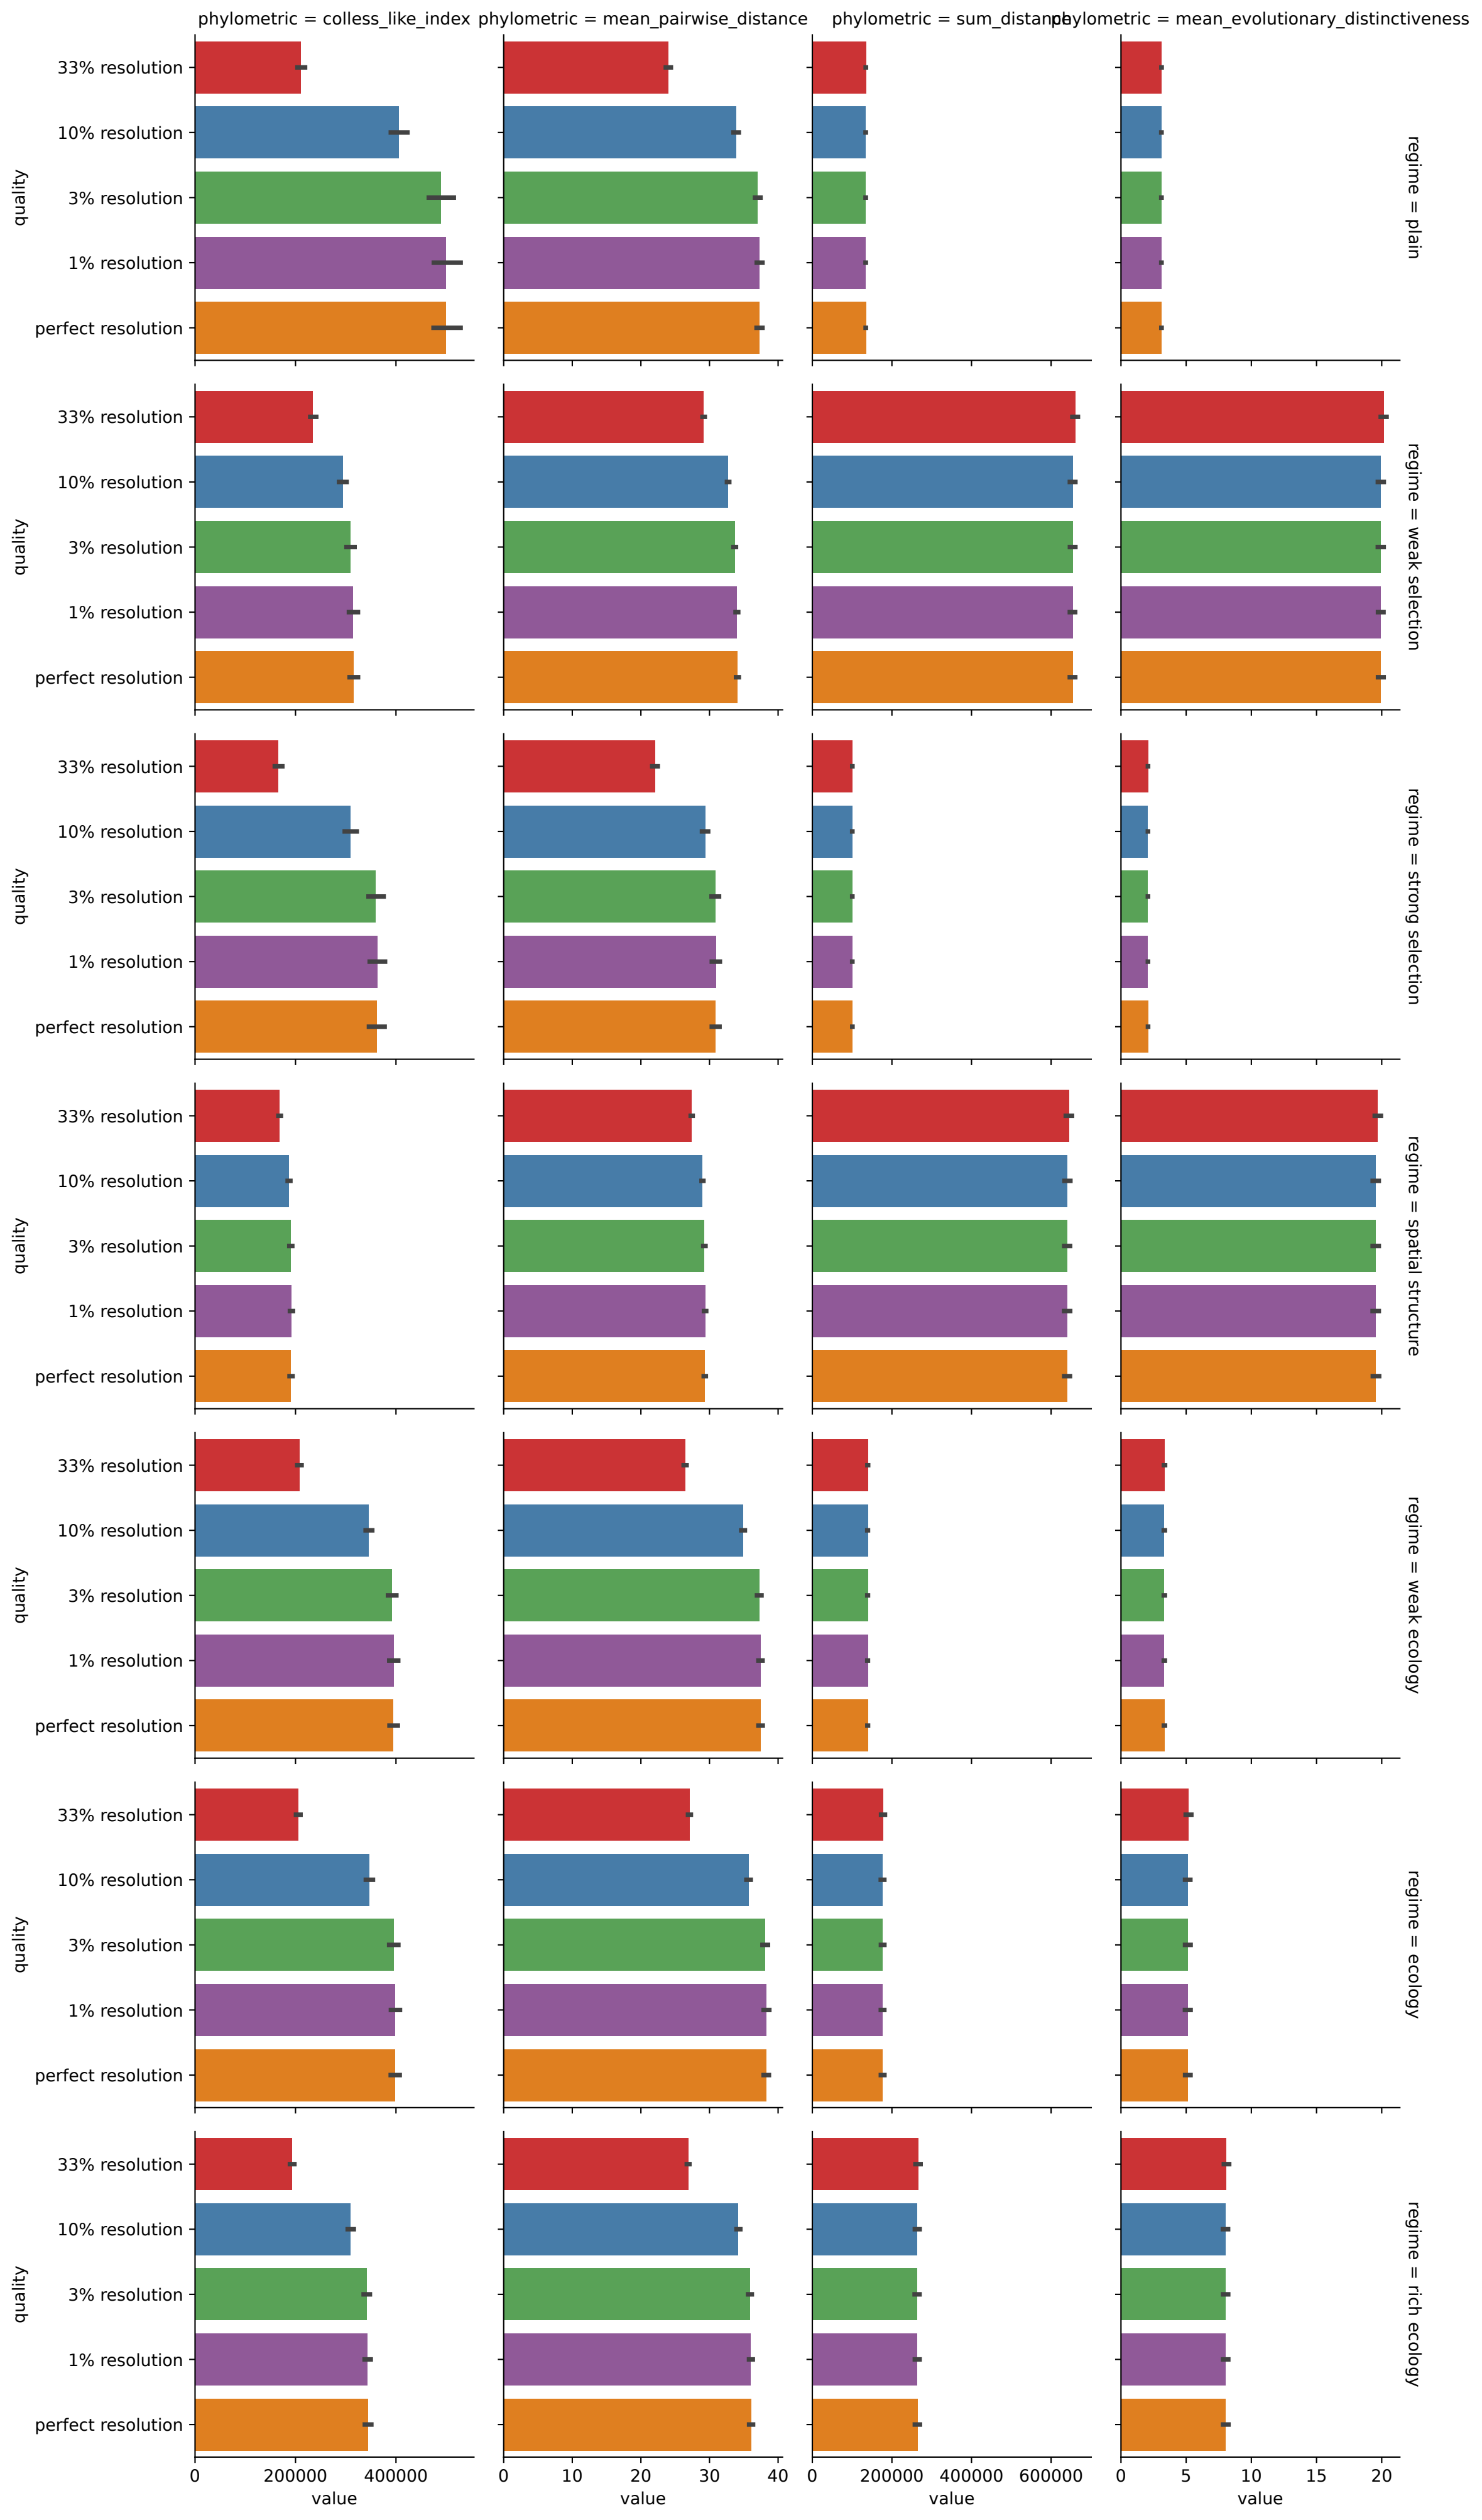 phylometric = colless_like_index
phylometric = mean_pairwise_distance
phylometric = sum_distance
phylometric = mean_evolutionary_distinctiveness
quality
33% resolution
10% resolution
3% resolution
1% resolution
perfect resolution
regime = plain
quality
33% resolution
10% resolution
3% resolution
1% resolution
perfect resolution
regime = weak selection
quality
33% resolution
10% resolution
3% resolution
1% resolution
perfect resolution
regime = strong selection
quality
33% resolution
10% resolution
3% resolution
1% resolution
perfect resolution
regime = spatial structure
quality
33% resolution
10% resolution
3% resolution
1% resolution
perfect resolution
regime = weak ecology
quality
33% resolution
10% resolution
3% resolution
1% resolution
perfect resolution
regime = ecology
quality
33% resolution
10% resolution
3% resolution
1% resolution
perfect resolution
regime = rich ecology
0 200000 400000
value
0 10 20 30 40
value
0 200000 400000 600000
value
0 5 10 15 20
value